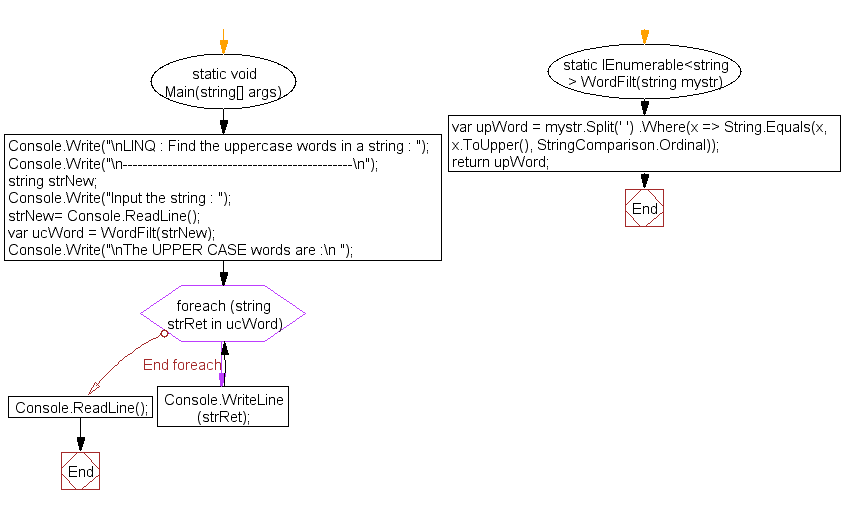 static void
Main(string[] args)
Console.Write("\nLINQ : Find the uppercase words in a string : ");
Console.Write("\n----------------------------------------------\n");
string strNew;
Console.Write("Input the string : ");
strNew= Console.ReadLine();
var ucWord = WordFilt(strNew);
Console.Write("\nThe UPPER CASE words are :\n ");
foreach (string
strRet in ucWord)
End foreach
Console.WriteLine
(strRet);
Console.ReadLine();
End
static IEnumerable<string
> WordFilt(string mystr)
var upWord = mystr.Split(' ') .Where(x => String.Equals(x,
x.ToUpper(), StringComparison.Ordinal));
return upWord;
End